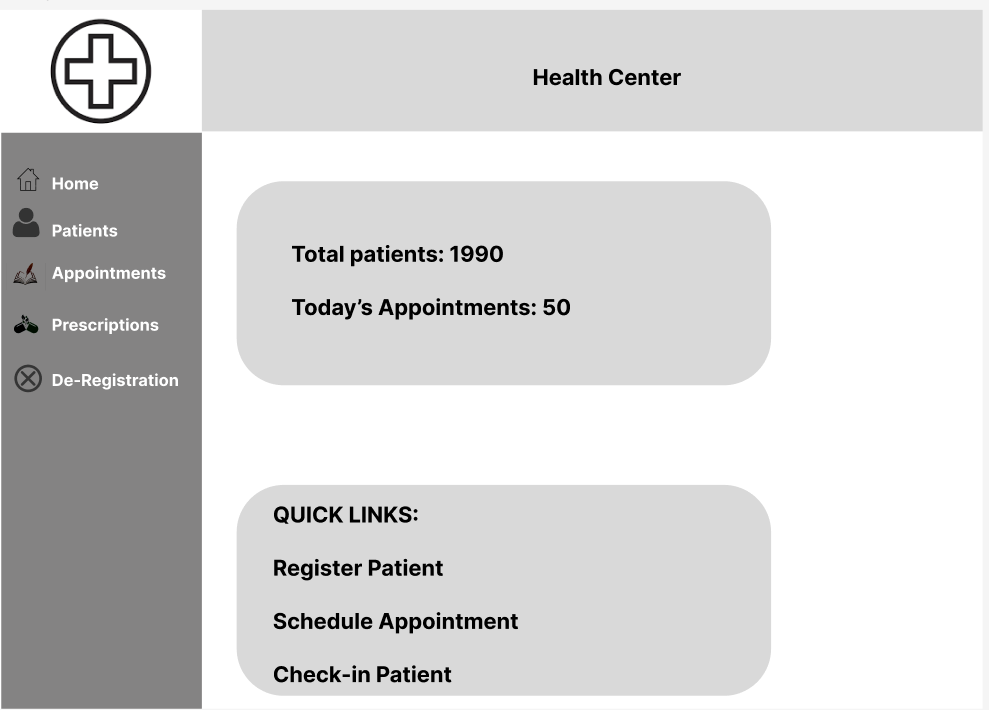 Health Center
Home
Patients
Appointments
Prescriptions
De-Registration
Total patients: 1990
Today’s Appointments: 50
QUICK LINKS:
Register Patient
Schedule Appointment
Check-in Patient